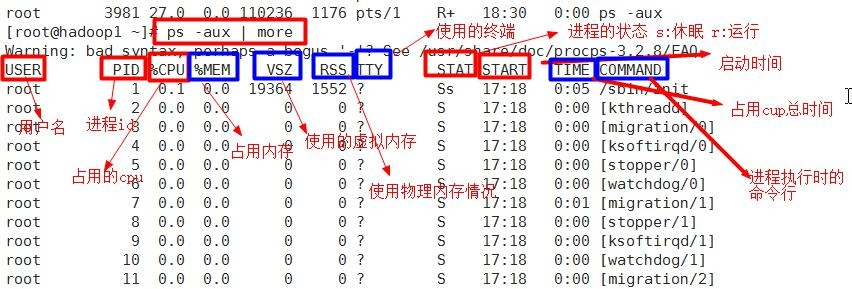 root 3981 27.0 0.0 110236 1176 pts/1 R+ 18:30 0:00 ps -aux
[root@hadoop1 ~]# ps -aux | more
使用的终端
进程的状态 s:休眠 r:运行
Warning: bad syntax, perhaps a bogus '-'? See /usr/share/doc/procps-3.2.8/FAQ
启动时间
USER PID %CPU %MEM VSZ RSS TTY STAT START TIME COMMAND
root 1 0.1 0.0 19364 1552 ? Ss 17:18 0:05 /sbin/init
root 2 0.0 0.0 0 0 ? S 17:18 0:00 [kthreadd]
占用cup总时间
用户名
进程id
root 3 0.0 0.0 0 0 ? S 17:18 0:00 [migration/0]
占用内存
使用的虚拟内存
root 4 0.0 0.0 0 0 ? S 17:18 0:00 [ksoftirqd/0]
root 5 0.0 0.0 0 0 ? S 17:18 0:00 [stopper/0]
占用的cpu
进程执行时的
命令行
root 6 0.0 0.0 0 0 ? S 17:18 0:00 [watchdog/0]
使用物理内存情况
root 7 0.0 0.0 0 0 ? S 17:18 0:01 [migration/1]
root 8 0.0 0.0 0 0 ? S 17:18 0:00 [stopper/1]
root 9 0.0 0.0 0 0 ? S 17:18 0:00 [ksoftirqd/1]
root 10 0.0 0.0 0 0 ? S 17:18 0:00 [watchdog/1]
root 11 0.0 0.0 0 0 ? S 17:18 0:00 [migration/2]